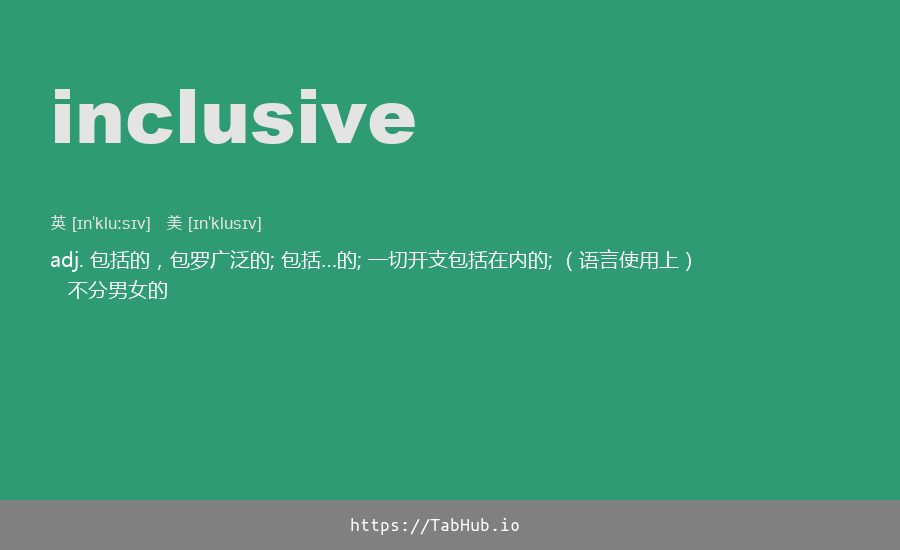 inclusive
英 [ɪnˈkluːsɪv] 美 [ɪnˈklusɪv]
adj. 包括的，包罗广泛的; 包括…的; 一切开支包括在内的; （语言使用上）
不分男女的
https://TabHub.io